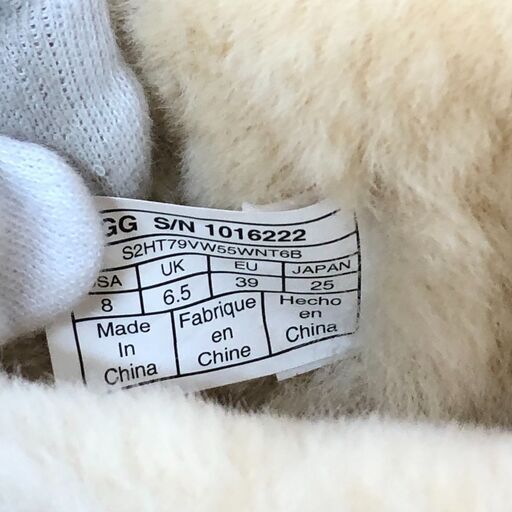 GG S/N 1016222
S2HT79VW55WNT6B
SA UK EU JAPAN
8 6.5 39 25
Made In China
Fabrique en Chine
Hecho en China